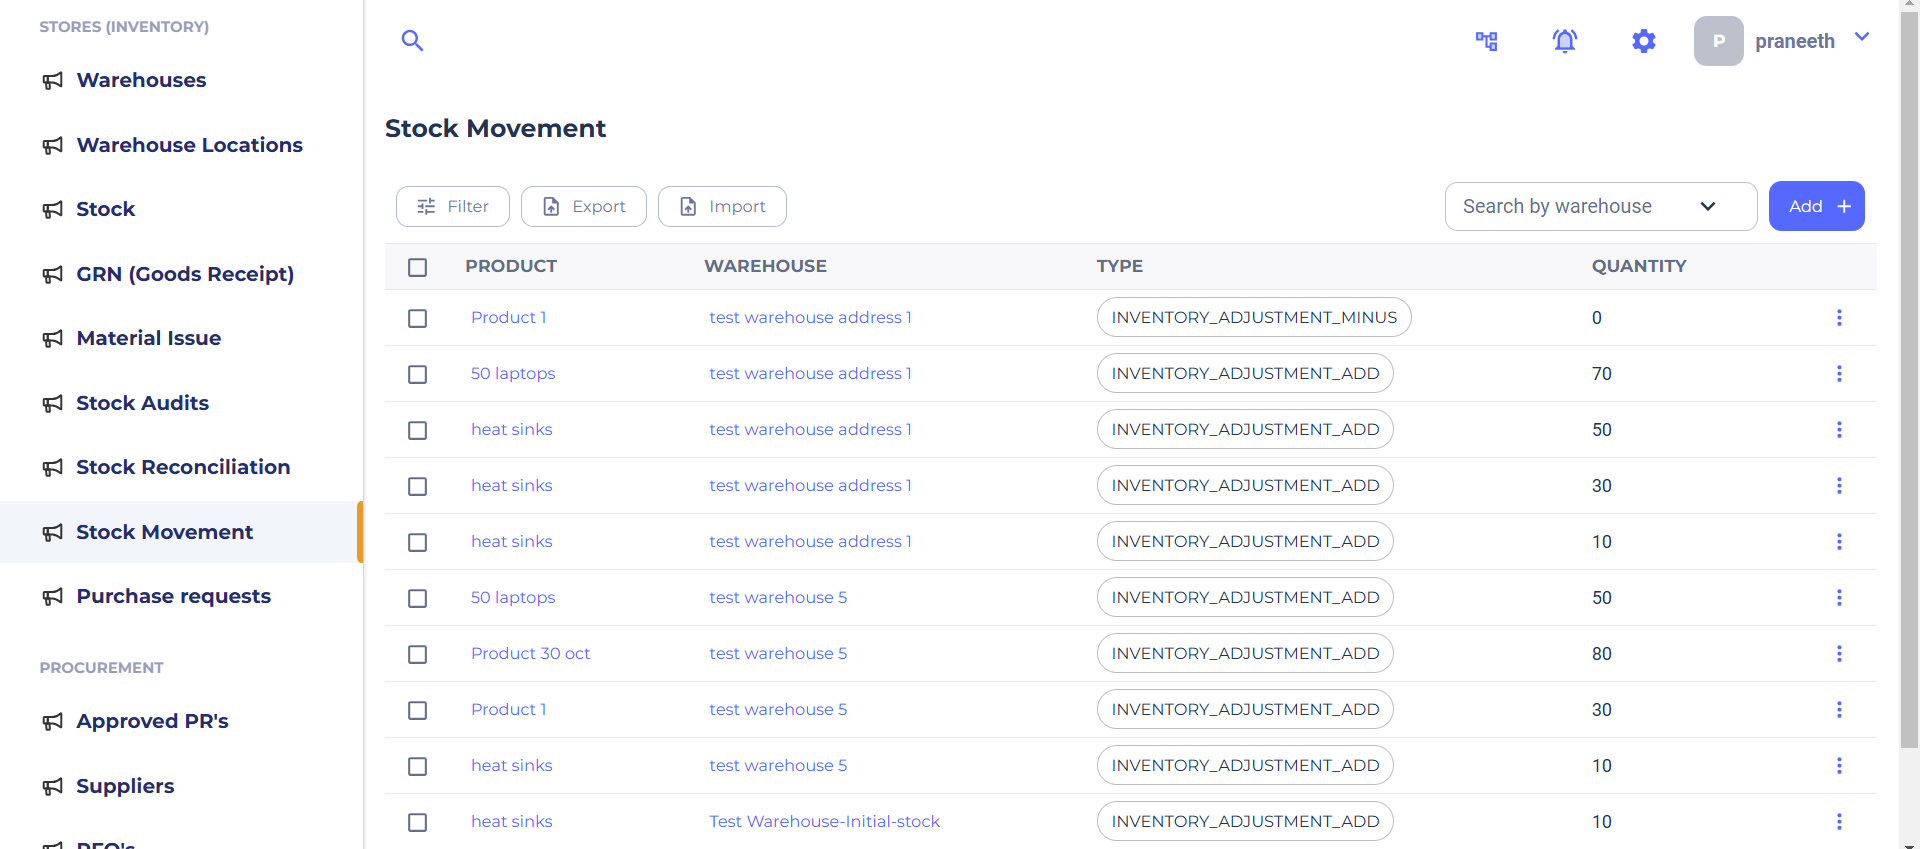 STORES (INVENTORY)
Warehouses
Warehouse Locations
Stock
GRN (Goods Receipt)
Material Issue
Stock Audits
Stock Reconciliation
Stock Movement
Purchase requests
PROCUREMENT
Approved PR's
Suppliers
P praneeth
Stock Movement
Filter Export Import Search by warehouse Add +
PRODUCT WAREHOUSE TYPE QUANTITY
Product 1 test warehouse address 1 INVENTORY_ADJUSTMENT_MINUS 0
50 laptops test warehouse address 1 INVENTORY_ADJUSTMENT_ADD 70
heat sinks test warehouse address 1 INVENTORY_ADJUSTMENT_ADD 50
heat sinks test warehouse address 1 INVENTORY_ADJUSTMENT_ADD 30
heat sinks test warehouse address 1 INVENTORY_ADJUSTMENT_ADD 10
50 laptops test warehouse 5 INVENTORY_ADJUSTMENT_ADD 50
Product 30 oct test warehouse 5 INVENTORY_ADJUSTMENT_ADD 80
Product 1 test warehouse 5 INVENTORY_ADJUSTMENT_ADD 30
heat sinks test warehouse 5 INVENTORY_ADJUSTMENT_ADD 10
heat sinks Test Warehouse-Initial-stock INVENTORY_ADJUSTMENT_ADD 10